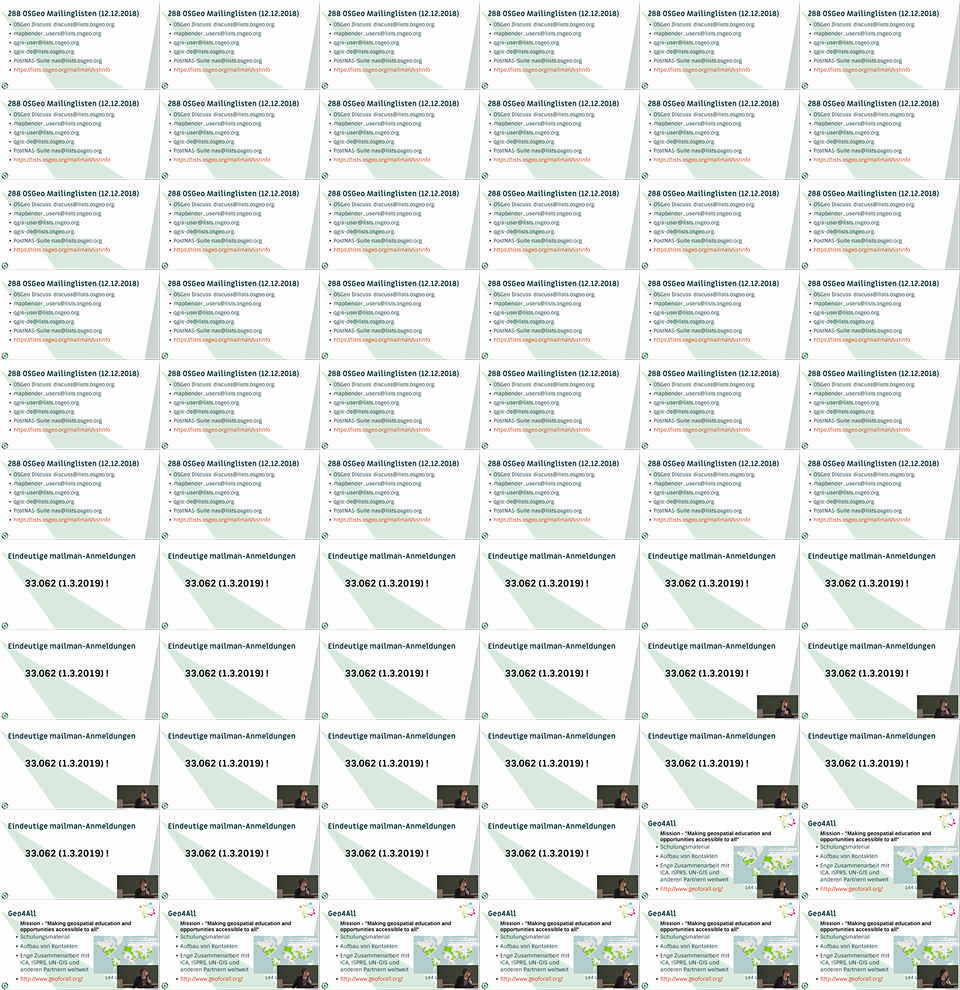 288 OSGeo Mailinglisten (12.12.2018)
• OSGeo Discuss discuss@lists.osgeo.org
• mapbender_users@lists.osgeo.org
• qgis-user@lists.osgeo.org
• qgis-de@lists.osgeo.org
• PostNAS-Suite nas@lists.osgeo.org
• https://lists.osgeo.org/mailman/listinfo
Eindeutige mailman-Anmeldungen
33.062 (1.3.2019) !
Geo4All
Mission - "Making geospatial education and
opportunities accessible to all"
• Schulungsmaterial
• Aufbau von Kontakten
• Enge Zusammenarbeit mit
ICA, ISPRS, UN-GIS und
anderen Partnern weltweit
• http://www.geoforall.org/
144